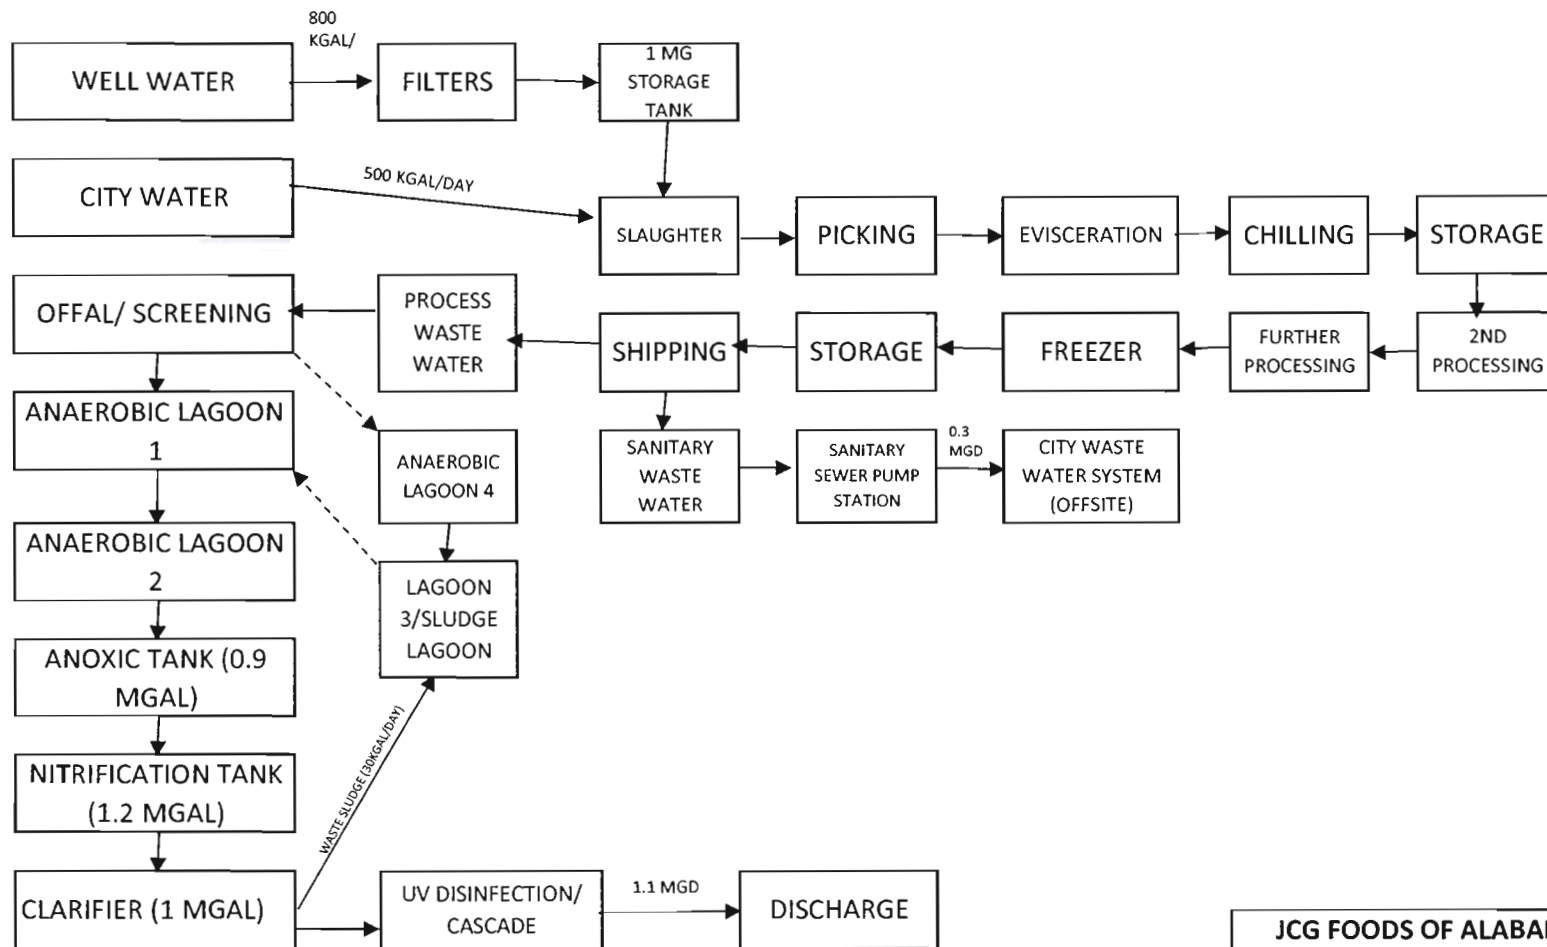 800
KGAL/
WELL WATER
FILTERS
1 MG
STORAGE
TANK
CITY WATER
500 KGAL/DAY
SLAUGHTER
PICKING
EVISCERATION
CHILLING
STORAGE
OFFAL/ SCREENING
PROCESS
WASTE
WATER
SHIPPING
STORAGE
FREEZER
FURTHER
PROCESSING
2ND
PROCESSING
ANAEROBIC LAGOON
1
ANAEROBIC
LAGOON 4
SANITARY
WASTE
WATER
SANITARY
SEWER PUMP
STATION
0.3
MGD
CITY WASTE
WATER SYSTEM
(OFFSITE)
ANAEROBIC LAGOON
2
LAGOON
3/SLUDGE
LAGOON
ANOXIC TANK (0.9
MGAL)
NITRIFICATION TANK
(1.2 MGAL)
WASTE SLUDGE (30KGAL/DAY)
CLARIFIER (1 MGAL)
UV DISINFECTION/
CASCADE
1.1 MGD
DISCHARGE
JCG FOODS OF ALABA